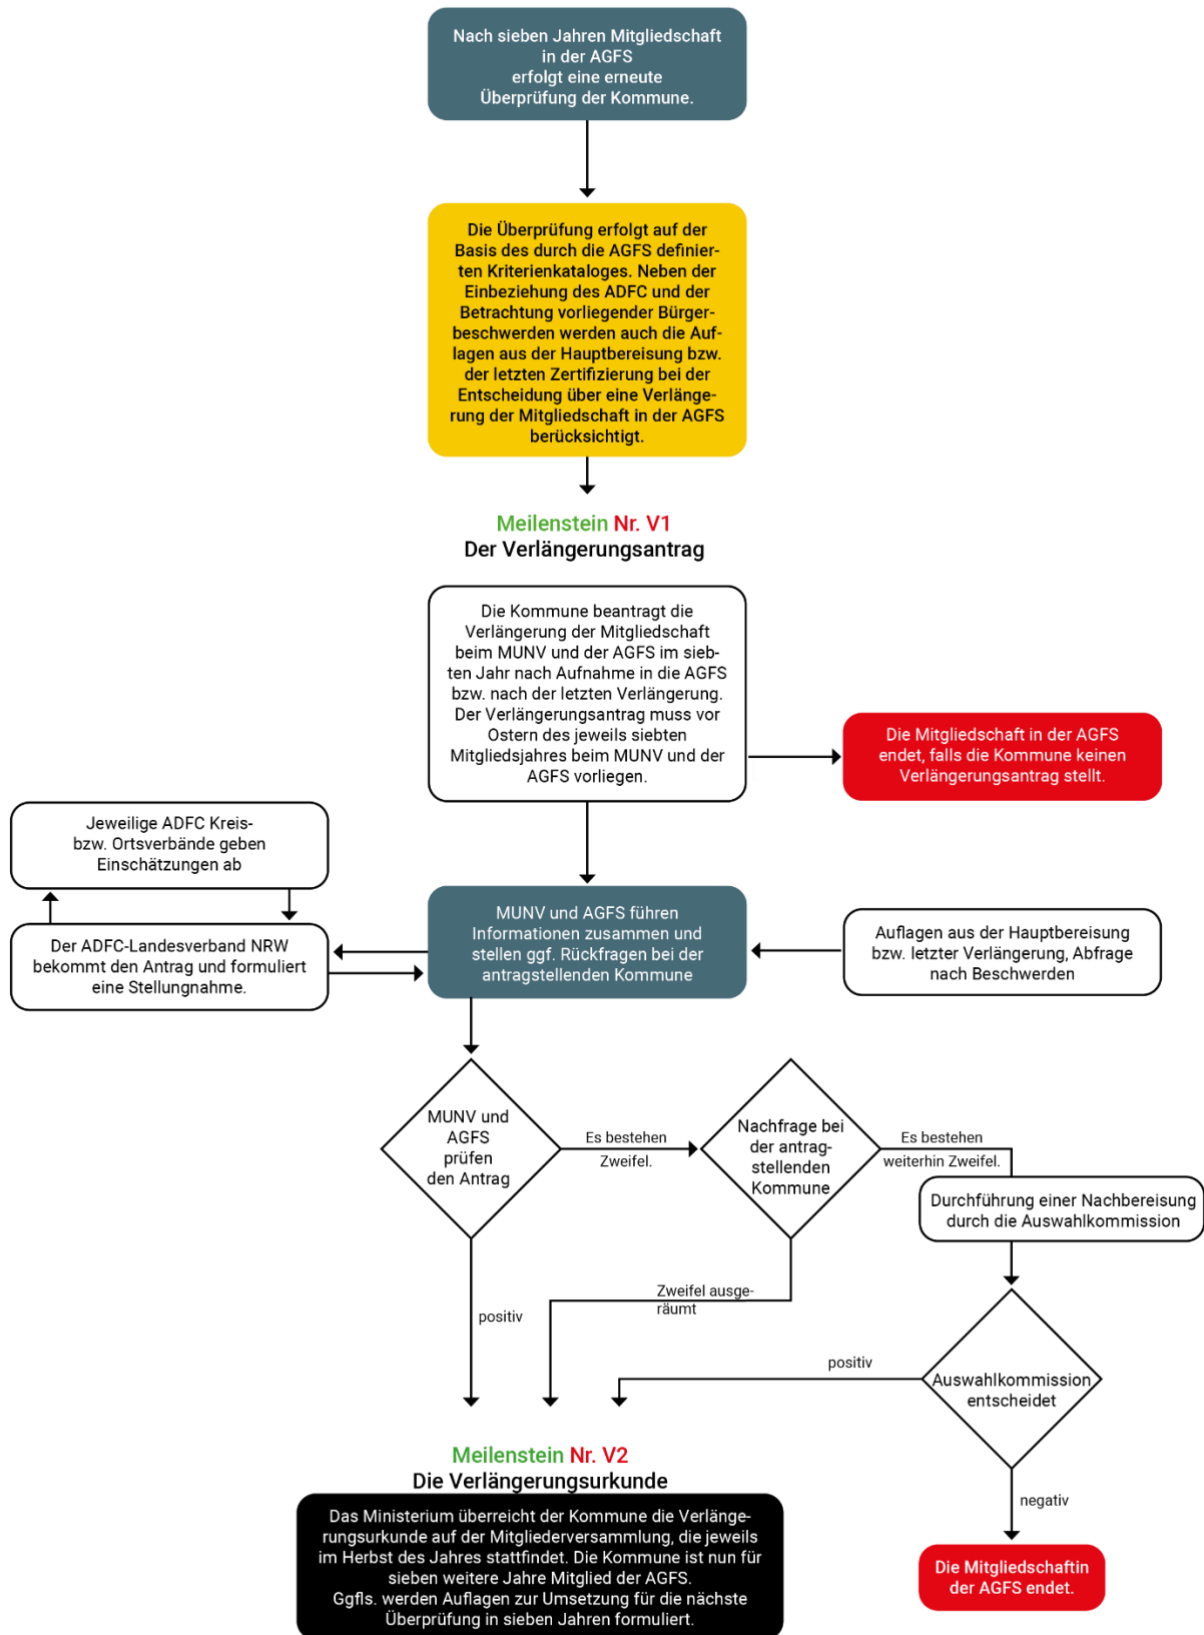 Nach sieben Jahren Mitgliedschaft
in der AGFS
erfolgt eine erneute
Überprüfung der Kommune.
Die Überprüfung erfolgt auf der
Basis des durch die AGFS definier-
ten Kriterienkataloges. Neben der
Einbeziehung des ADFC und der
Betrachtung vorliegender Bürger-
beschwerden werden auch die Auf-
lagen aus der Hauptbereisung bzw.
der letzten Zertifizierung bei der
Entscheidung über eine Verlänge-
rung der Mitgliedschaft in der AGFS
berücksichtigt.
Meilenstein Nr. V1
Der Verlängerungsantrag
Die Kommune beantragt die
Verlängerung der Mitgliedschaft
beim MUNV und der AGFS im sieb-
ten Jahr nach Aufnahme in die AGFS
bzw. nach der letzten Verlängerung.
Der Verlängerungsantrag muss vor
Ostern des jeweils siebten
Mitgliedsjahres beim MUNV und der
AGFS vorliegen.
Die Mitgliedschaft in der AGFS
endet, falls die Kommune keinen
Verlängerungsantrag stellt.
Jeweilige ADFC Kreis-
bzw. Ortsverbände geben
Einschätzungen ab
Der ADFC-Landesverband NRW
bekommt den Antrag und formuliert
eine Stellungnahme.
MUNV und AGFS führen
Informationen zusammen und
stellen ggf. Rückfragen bei der
antragstellenden Kommune
Auflagen aus der Hauptbereisung
bzw. letzter Verlängerung, Abfrage
nach Beschwerden
MUNV und
AGFS
prüfen
den Antrag
Es bestehen
Zweifel.
Nachfrage bei
der antrag-
stellenden
Kommune
Es bestehen
weiterhin Zweifel.
Durchführung einer Nachbereisung
durch die Auswahlkommission
Zweifel ausge-
räumt
positiv
positiv
Auswahlkommission
entscheidet
negativ
Meilenstein Nr. V2
Die Verlängerungsurkunde
Das Ministerium überreicht der Kommune die Verlänge-
rungsurkunde auf der Mitgliederversammlung, die jeweils
im Herbst des Jahres stattfindet. Die Kommune ist nun für
sieben weitere Jahre Mitglied der AGFS.
Ggfls. werden Auflagen zur Umsetzung für die nächste
Überprüfung in sieben Jahren formuliert.
Die Mitgliedschaftin
der AGFS endet.